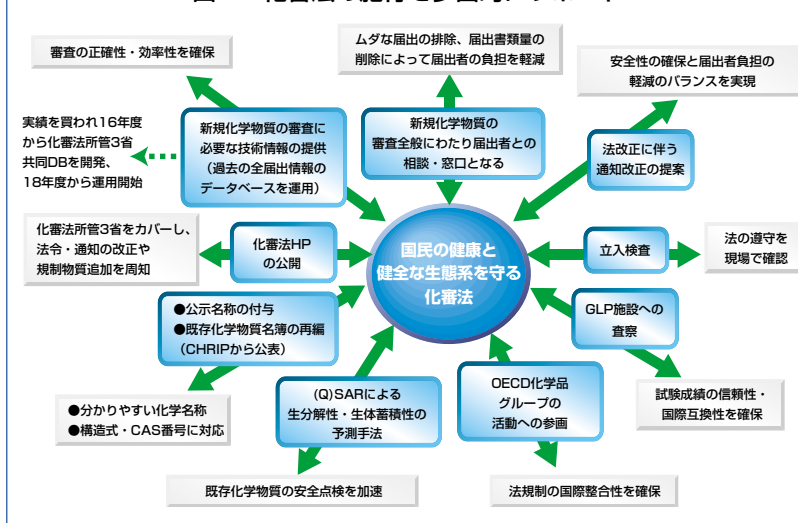 ムダな届出の排除、届出書類量の
削除によって届出者の負担を軽減
審査の正確性・効率性を確保
安全性の確保と届出者負担の
軽減のバランスを実現
実績を買われ16年度
から化審法所管3省
共同DBを開発、
18年度から運用開始
新規化学物質の審査に
必要な技術情報の提供
（過去の全届出情報の
データベースを運用）
新規化学物質の
審査全般にわたり届出者との
相談・窓口となる
法改正に伴う
通知改正の提案
化審法所管3省をカバーし、
法令・通知の改正や
規制物質追加を周知
化審法HP
の公開
国民の健康と
健全な生態系を守る
化審法
立入検査
法の遵守を
現場で確認
●公示名称の付与
●既存化学物質名簿の再編
（CHRIPから公表）
GLP施設への
査察
●分かりやすい化学名称
●構造式・CAS番号に対応
(Q)SARによる
生分解性・生体蓄積性の
予測手法
OECD化学品
グループの
活動への参画
試験成績の信頼性・
国際互換性を確保
既存化学物質の安全点検を加速
法規制の国際整合性を確保